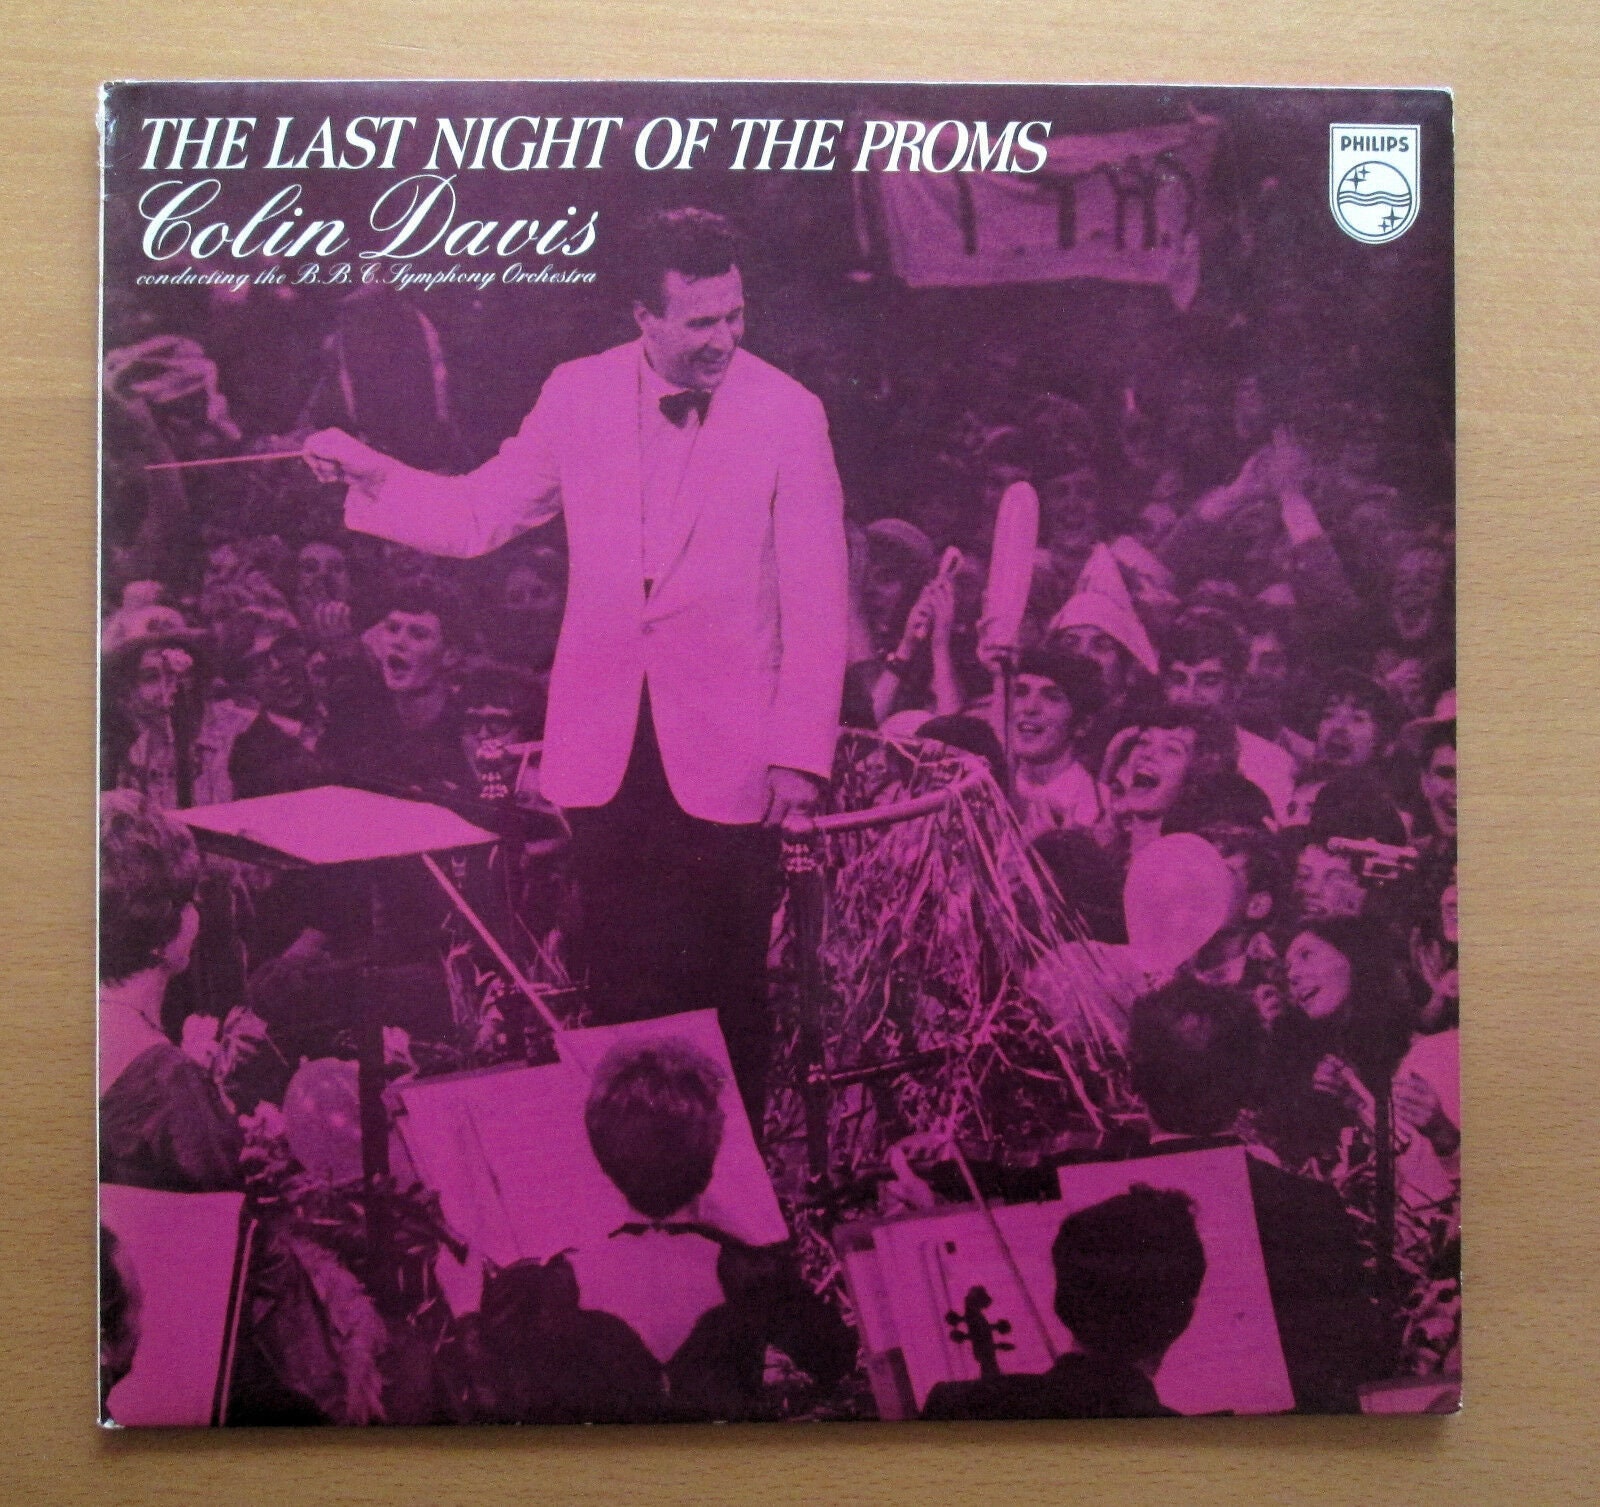 THE LAST NIGHT OF THE PROMS
Colin Davis
conducting the B.B.C. Symphony Orchestra
PHILIPS